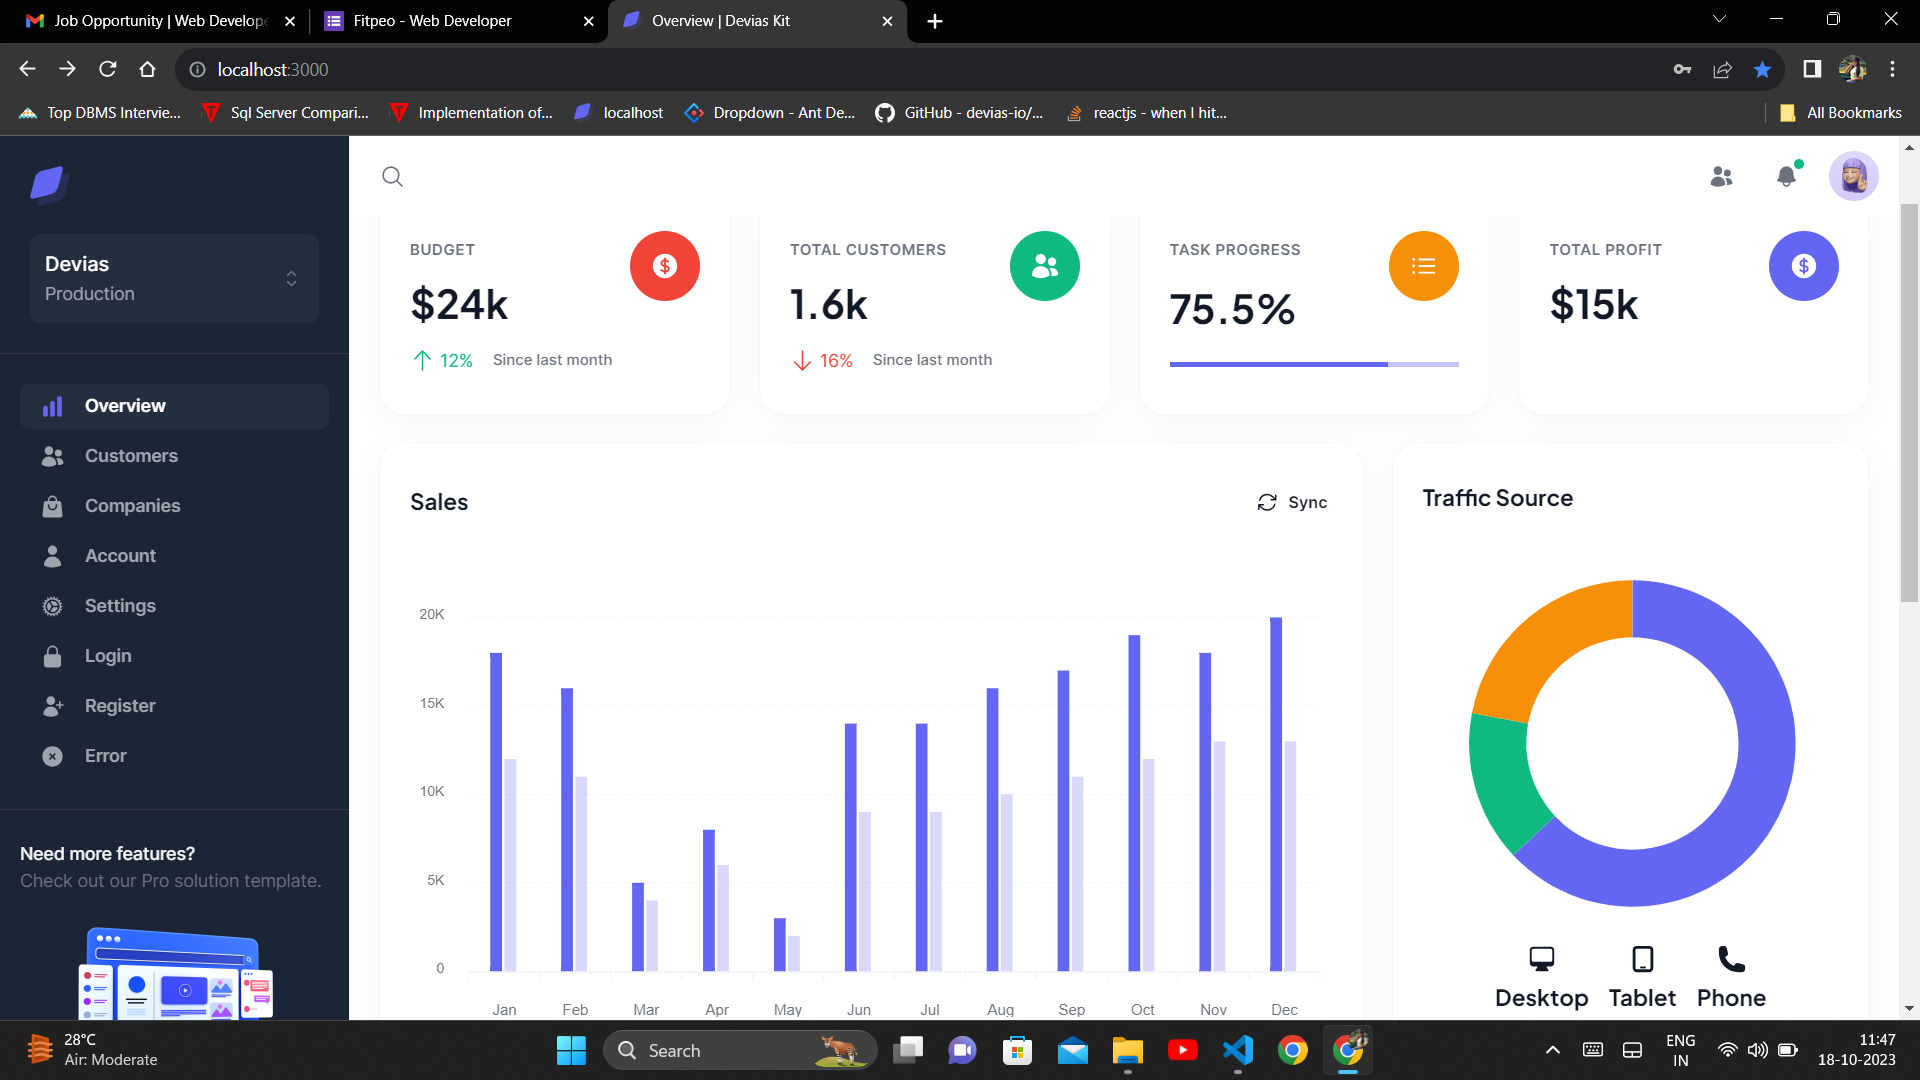 Job Opportunity | Web Develope
Fitpeo - Web Developer
Overview | Devias Kit
localhost:3000
Top DBMS Intervie...
Sql Server Compari...
Implementation of...
localhost
Dropdown - Ant De...
GitHub - devias-io/...
reactjs - when I hit...
All Bookmarks
Devias
Production
Overview
Customers
Companies
Account
Settings
Login
Register
Error
Need more features?
Check out our Pro solution template.
BUDGET
$24k
12% Since last month
TOTAL CUSTOMERS
1.6k
16% Since last month
TASK PROGRESS
75.5%
TOTAL PROFIT
$15k
Sales
Sync
20K
15K
10K
5K
0
Jan Feb Mar Apr May Jun Jul Aug Sep Oct Nov Dec
Traffic Source
Desktop Tablet Phone
28°C
Air: Moderate
Search
ENG
IN
11:47
18-10-2023